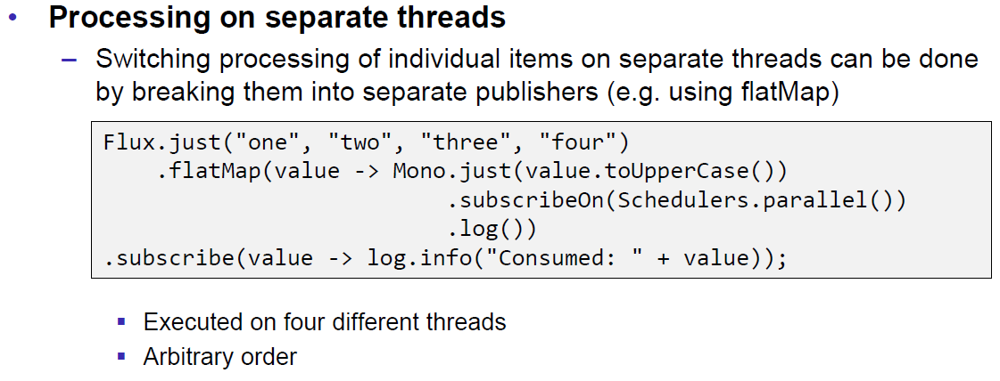 • Processing on separate threads
– Switching processing of individual items on separate threads can be done
by breaking them into separate publishers (e.g. using flatMap)
Flux.just("one", "two", "three", "four")
    .flatMap(value -> Mono.just(value.toUpperCase())
                         .subscribeOn(Schedulers.parallel())
                         .log())
.subscribe(value -> log.info("Consumed: " + value));
▪ Executed on four different threads
▪ Arbitrary order